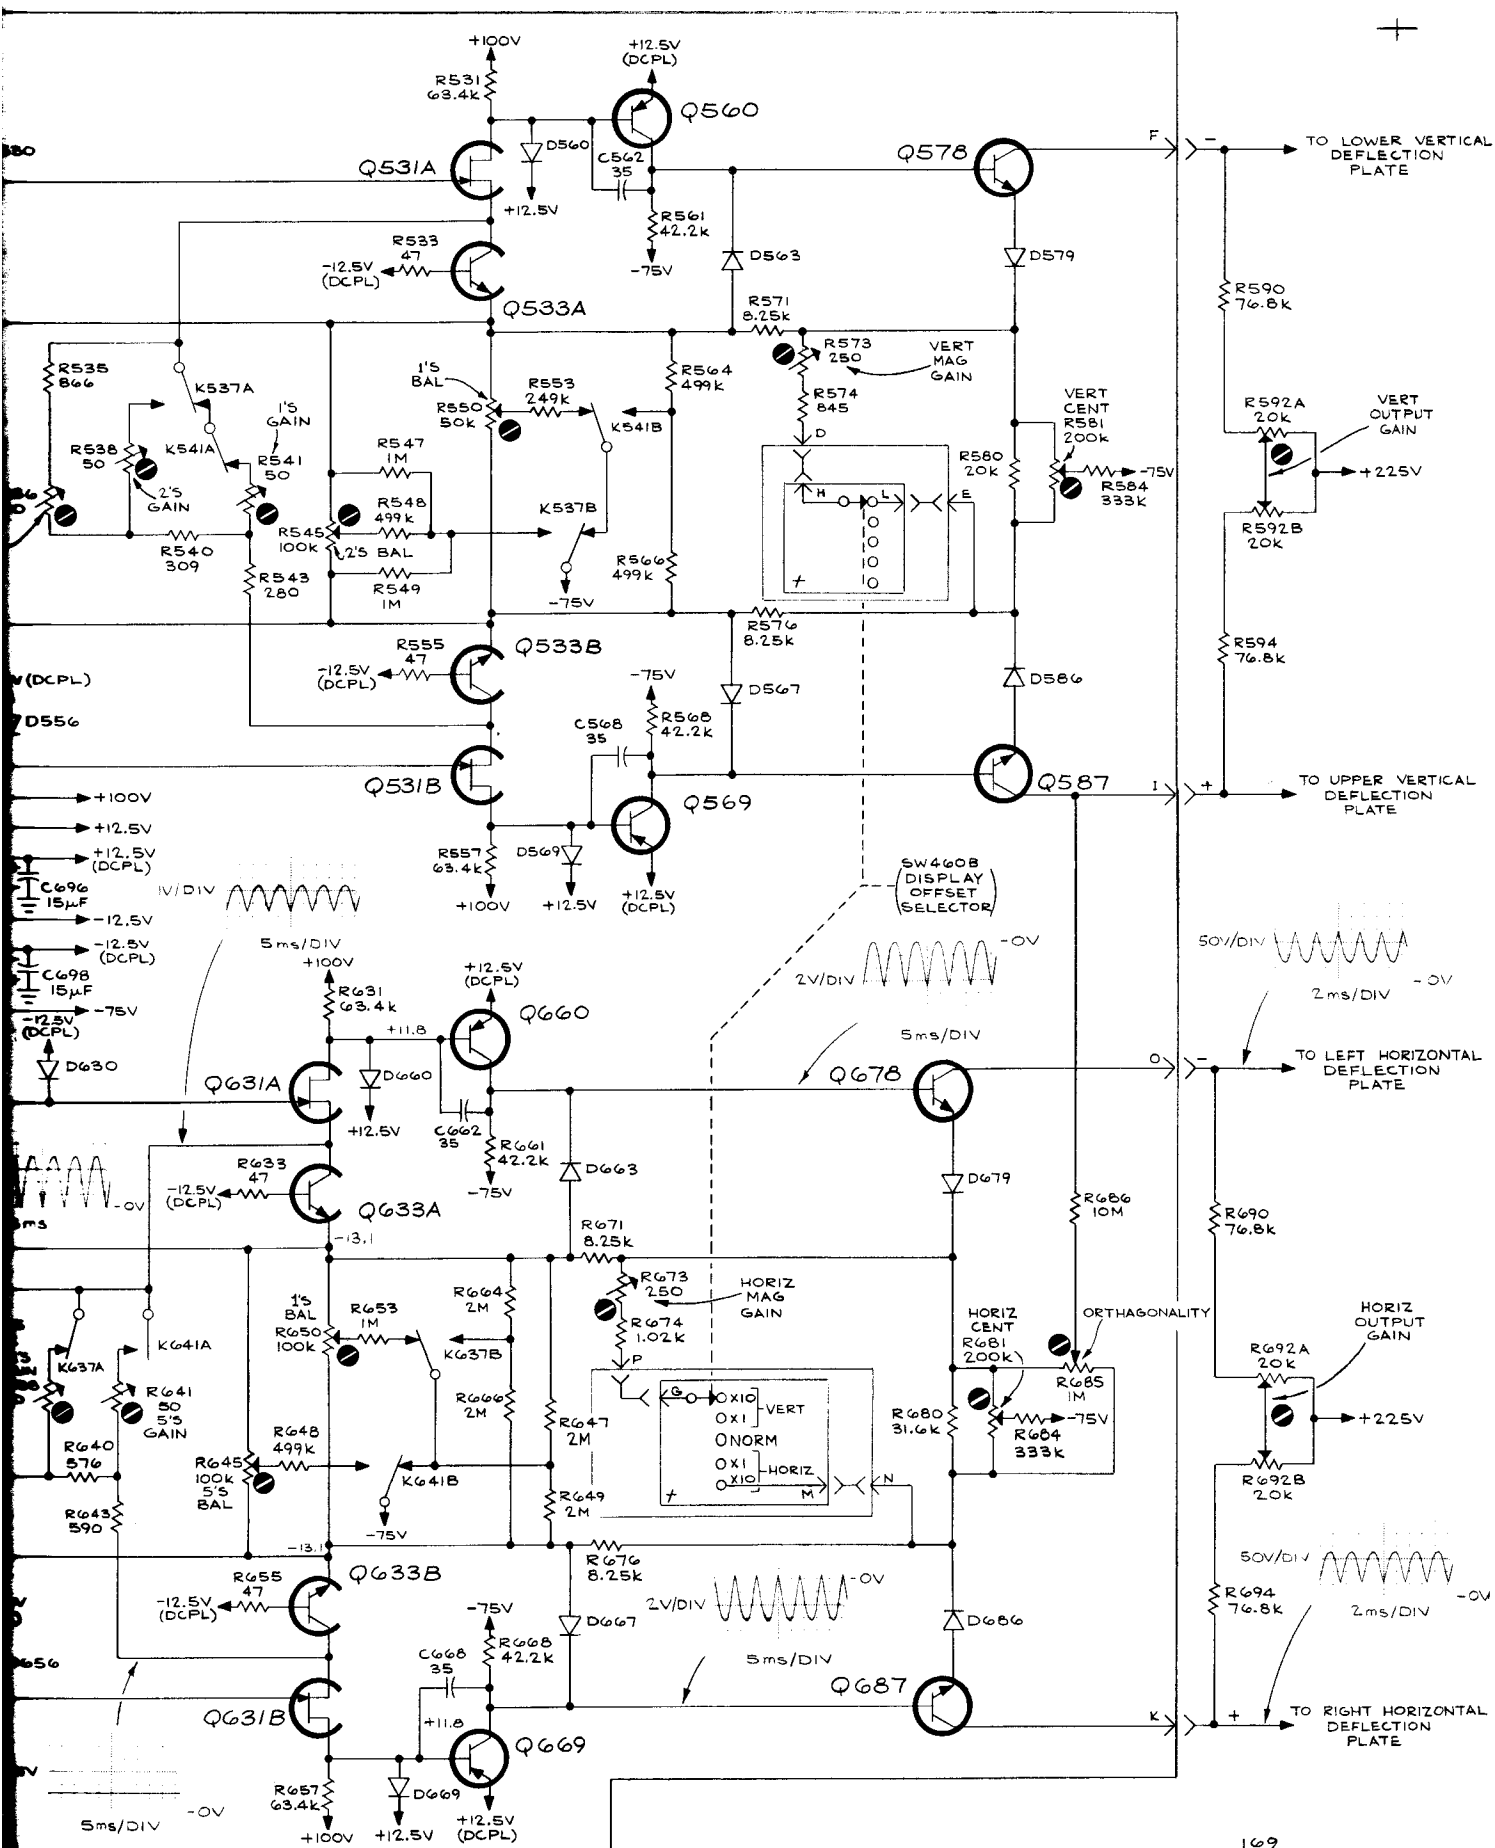 +100V
R531
63.4K
+12.5V
(DCPL)
Q560
D560
C562
35
Q578
F
-
TO LOWER VERTICAL
DEFLECTION
PLATE
Q531A
+12.5V
R561
42.2K
-75V
R533
47
-12.5V
(DCPL)
Q533A
D563
D579
R590
76.8K
R571
8.25K
R535
866
K537A
1'S
GAIN
R538
50
K541A
R541
50
2'S
GAIN
R540
309
R543
280
1'S
BAL
R550
50K
R553
249K
K541B
R564
499K
R573
250
VERT
MAG
GAIN
R574
845
D
R547
1M
R548
499K
R545
100K
2'S BAL
R549
1M
K537B
-75V
R566
499K
H
L
E
+
R580
20K
VERT
CENT
R581
200K
-75V
R584
333K
R592A
20K
VERT
OUTPUT
GAIN
+225V
R592B
20K
R576
8.25K
R594
76.8K
V(DCPL)
D556
R555
47
-12.5V
(DCPL)
Q533B
-75V
R568
42.2K
C568
35
D567
D586
Q531B
Q569
Q587
I
+
TO UPPER VERTICAL
DEFLECTION
PLATE
+100V
+12.5V
+12.5V
(DCPL)
C696
15µF
-12.5V
-12.5V
(DCPL)
C698
15µF
-75V
R557
63.4K
+100V
D569
+12.5V
+12.5V
(DCPL)
SW460B
DISPLAY
OFFSET
SELECTOR
1V/DIV
5ms/DIV
2V/DIV
-0V
5ms/DIV
50V/DIV
-0V
2ms/DIV
-12.5V
(DCPL)
D630
+100V
R631
63.4K
+11.8
+12.5V
(DCPL)
Q660
Q631A
D660
+12.5V
C662
35
R661
42.2K
-75V
Q678
O
-
TO LEFT HORIZONTAL
DEFLECTION
PLATE
-0V
ms
R633
47
-12.5V
(DCPL)
Q633A
-13.1
D663
D679
R686
10M
R690
76.8K
R671
8.25K
1'S
BAL
R650
100K
R653
1M
R664
2M
K637B
R673
250
HORIZ
MAG
GAIN
R674
1.02K
P
K637A
K641A
R641
50
5'S
GAIN
R640
576
R643
590
R645
100K
5'S
BAL
R648
499K
K641B
-75V
R666
2M
R647
2M
R649
2M
G
X10
X1
VERT
NORM
X1
X10
HORIZ
M
N
+
HORIZ
CENT
R681
200K
ORTHAGONALITY
R685
1M
R680
31.6K
-75V
R684
333K
R692A
20K
HORIZ
OUTPUT
GAIN
+225V
R692B
20K
R676
8.25K
-13.1
R655
47
-12.5V
(DCPL)
Q633B
-75V
R668
42.2K
C668
35
D667
2V/DIV
-0V
5ms/DIV
D686
R694
76.8K
50V/DIV
-0V
2ms/DIV
656
Q631B
+11.8
Q669
Q687
K
+
TO RIGHT HORIZONTAL
DEFLECTION
PLATE
-0V
5ms/DIV
R657
63.4K
+100V
D669
+12.5V
+12.5V
(DCPL)
169